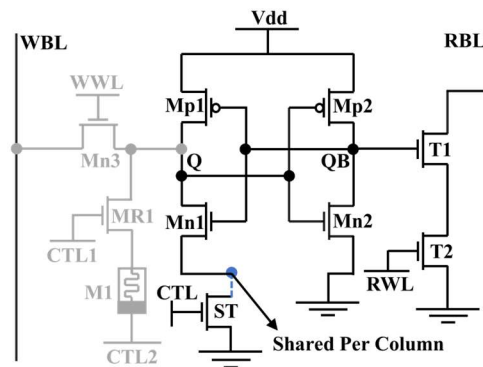 Vdd
WBL RBL
WWL
Mp1 Mp2
Mn3 Q QB T1
MR1 Mn1 Mn2
CTL1 T2
M1 CTL RWL
ST
CTL2 Shared Per Column